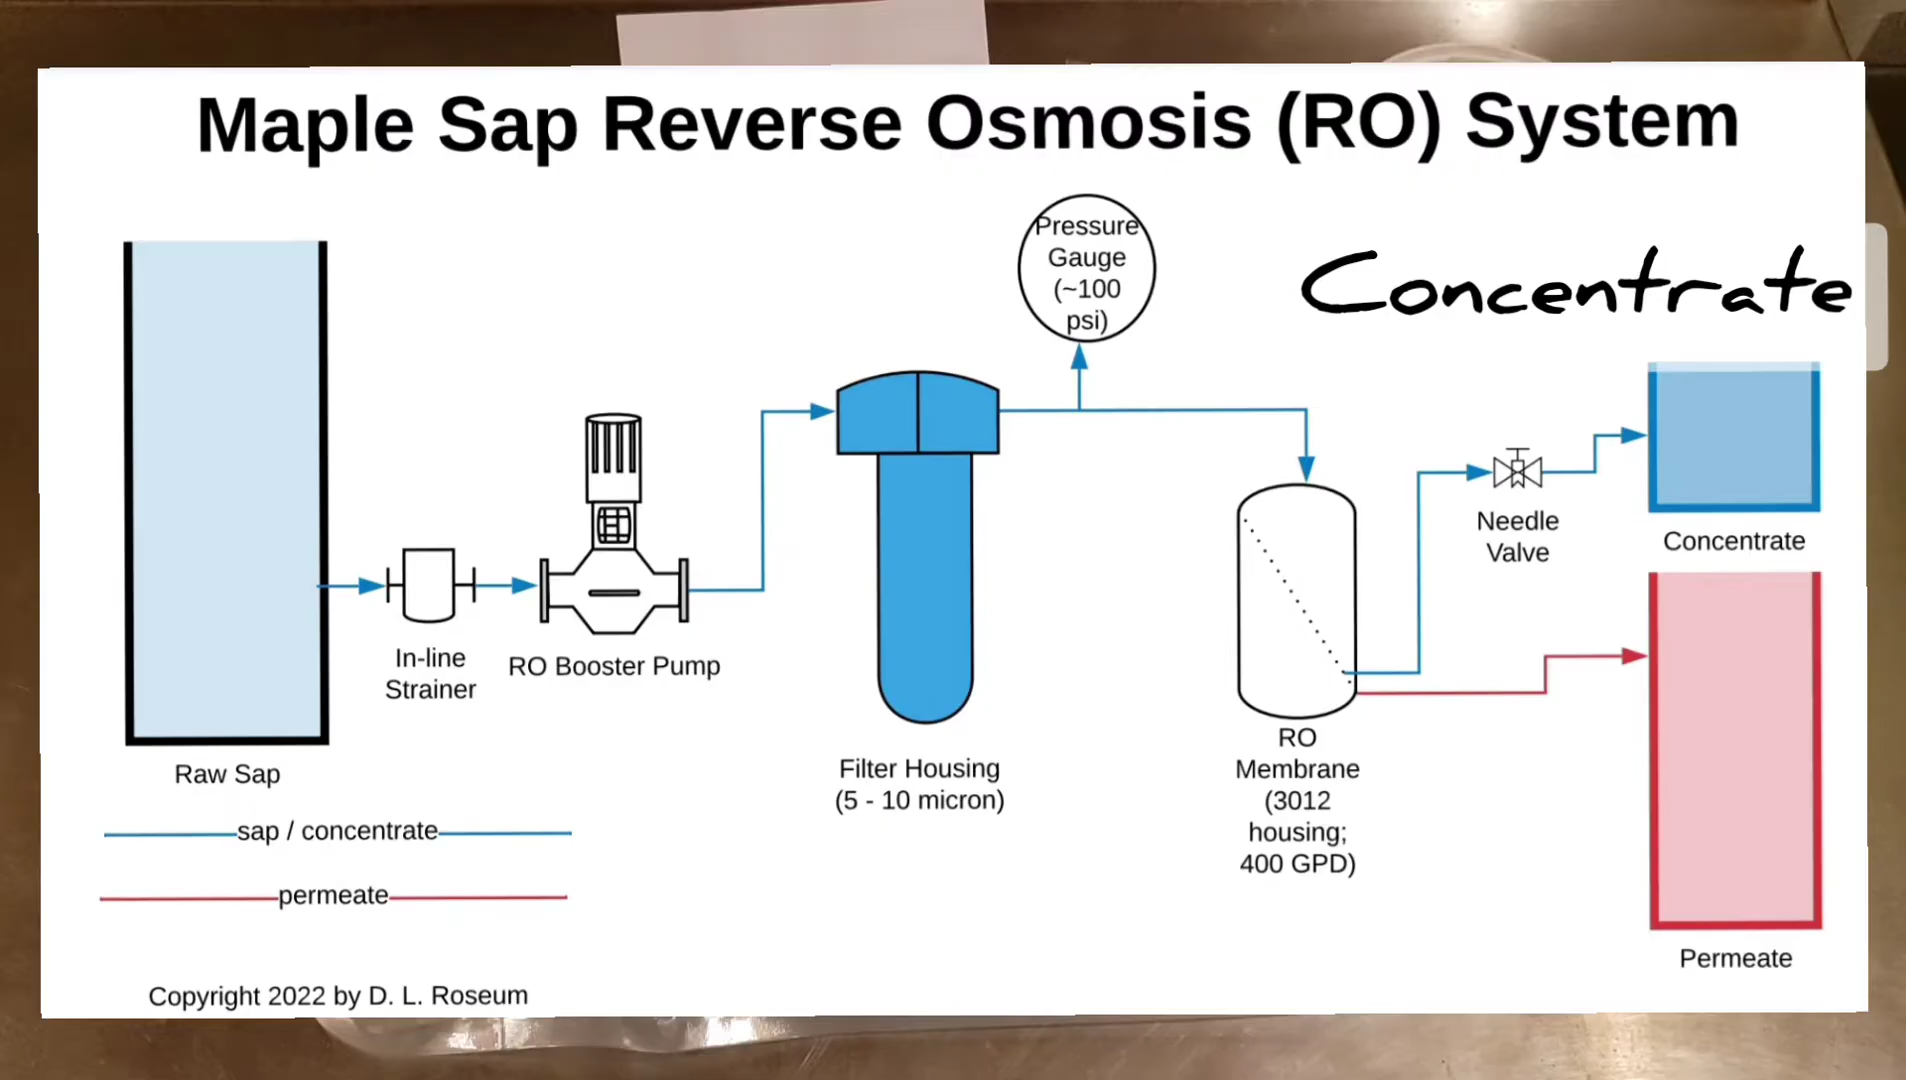 Maple Sap Reverse Osmosis (RO) System
Pressure
Gauge
(~100
psi)
Concentrate
Needle
Valve
Concentrate
In-line
Strainer
RO Booster Pump
RO
Membrane
(3012
housing;
400 GPD)
Filter Housing
(5 - 10 micron)
Raw Sap
sap / concentrate
permeate
Permeate
Copyright 2022 by D. L. Roseum